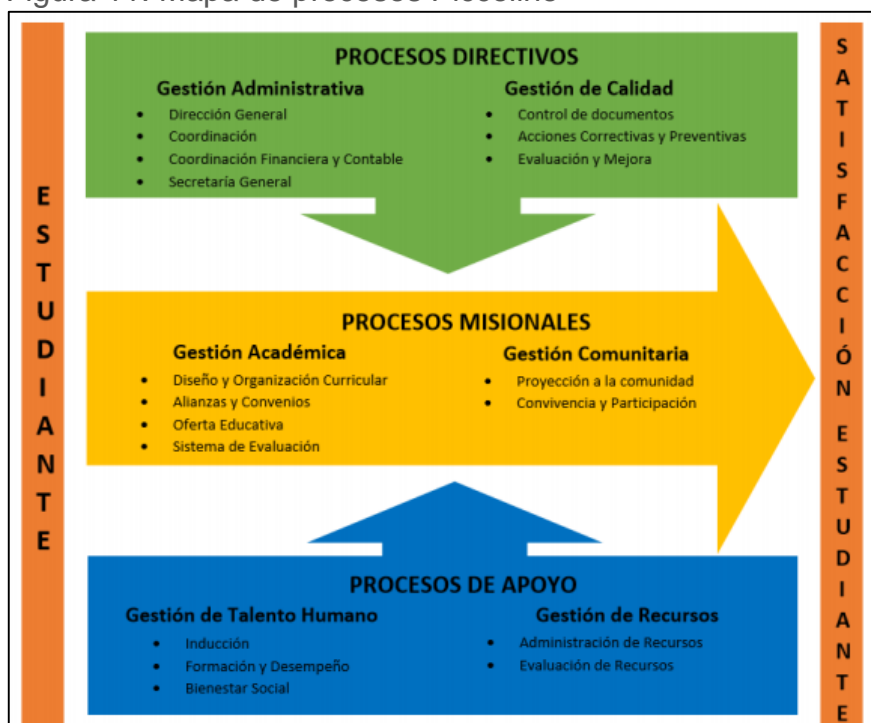 ESTUDIANTE
PROCESOS DIRECTIVOS
Gestión Administrativa
• Dirección General
• Coordinación
• Coordinación Financiera y Contable
• Secretaría General
Gestión de Calidad
• Control de documentos
• Acciones Correctivas y Preventivas
• Evaluación y Mejora
PROCESOS MISIONALES
Gestión Académica
• Diseño y Organización Curricular
• Alianzas y Convenios
• Oferta Educativa
• Sistema de Evaluación
Gestión Comunitaria
• Proyección a la comunidad
• Convivencia y Participación
PROCESOS DE APOYO
Gestión de Talento Humano
• Inducción
• Formación y Desempeño
• Bienestar Social
Gestión de Recursos
• Administración de Recursos
• Evaluación de Recursos
SATISFACCIÓN ESTUDIANTE